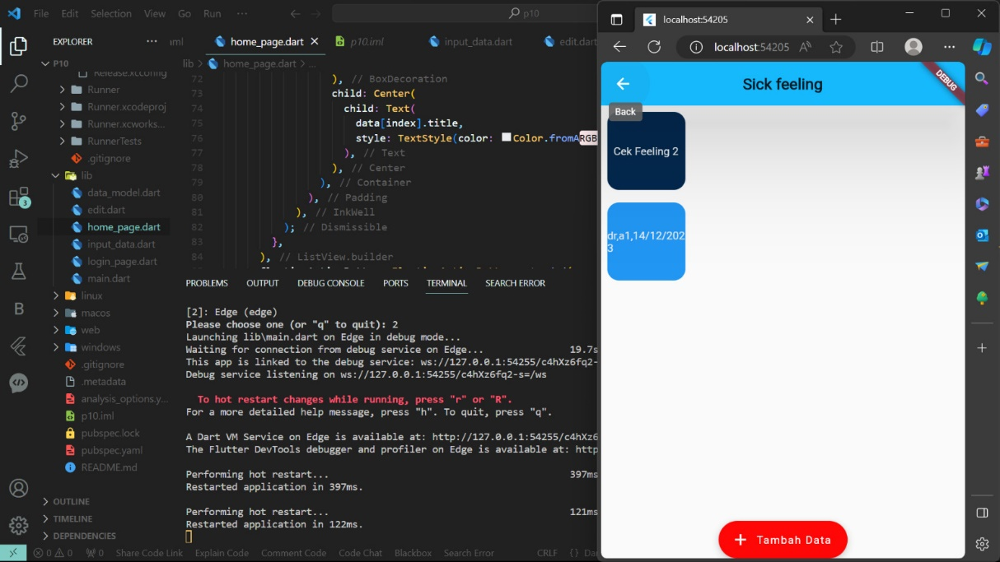 File Edit Selection View Go Run ···
p10
EXPLORER
···
iml
home_page.dart
p10.iml
input_data.dart
edit.dart
P10
lib > home_page.dart > ...
Release.xcconfig
Runner
Runner.xcodeproj
Runner.xcworks...
RunnerTests
.gitignore
lib
data_model.dart
edit.dart
home_page.dart
input_data.dart
login_page.dart
main.dart
linux
macos
web
windows
.gitignore
.metadata
analysis_options.y...
p10.iml
pubspec.lock
pubspec.yaml
README.md
OUTLINE
TIMELINE
DEPENDENCIES
3
B
72 ), // BoxDecoration
73 child: Center(
74 child: Text(
75 data[index].title,
76 style: TextStyle(color: Color.fromARGB
77 ), // Text
78 ), // Center
79 ), // Container
80 ), // Padding
81 ), // InkWell
82 ); // Dismissible
83 },
84 ), // ListView.builder
PROBLEMS OUTPUT DEBUG CONSOLE PORTS TERMINAL SEARCH ERROR
[2]: Edge (edge)
Please choose one (or "q" to quit): 2
Launching lib\main.dart on Edge in debug mode...
Waiting for connection from debug service on Edge... 19.7s
This app is linked to the debug service: ws://127.0.0.1:54255/c4hXz6fq2-
Debug service listening on ws://127.0.0.1:54255/c4hXz6fq2-s=/ws
To hot restart changes while running, press "r" or "R".
For a more detailed help message, press "h". To quit, press "q".
A Dart VM Service on Edge is available at: http://127.0.0.1:54255/c4hXz6
The Flutter DevTools debugger and profiler on Edge is available at: http
Performing hot restart... 397ms
Restarted application in 397ms.
Performing hot restart... 121ms
Restarted application in 122ms.
0 0 0 Share Code Link Explain Code Comment Code Code Chat Blackbox Search Error CRLF {} Da
localhost:54205
localhost:54205
Sick feeling
DEBUG
Back
Cek Feeling 2
dr,a1,14/12/202
3
+ Tambah Data